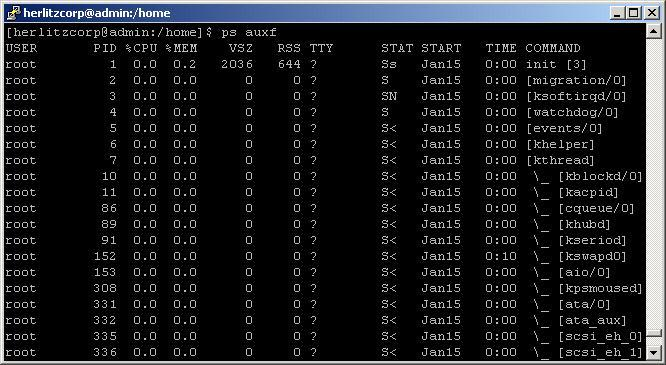 herlitzcorp@admin:/home
[herlitzcorp@admin:/home]$ ps auxf
USER PID %CPU %MEM VSZ RSS TTY STAT START TIME COMMAND
root 1 0.0 0.2 2036 644 ? Ss Jan15 0:00 init [3]
root 2 0.0 0.0 0 0 ? S Jan15 0:00 [migration/0]
root 3 0.0 0.0 0 0 ? SN Jan15 0:00 [ksoftirqd/0]
root 4 0.0 0.0 0 0 ? S Jan15 0:00 [watchdog/0]
root 5 0.0 0.0 0 0 ? S< Jan15 0:00 [events/0]
root 6 0.0 0.0 0 0 ? S< Jan15 0:00 [khelper]
root 7 0.0 0.0 0 0 ? S< Jan15 0:00 [kthread]
root 10 0.0 0.0 0 0 ? S< Jan15 0:00 \_ [kblockd/0]
root 11 0.0 0.0 0 0 ? S< Jan15 0:00 \_ [kacpid]
root 86 0.0 0.0 0 0 ? S< Jan15 0:00 \_ [cqueue/0]
root 89 0.0 0.0 0 0 ? S< Jan15 0:00 \_ [khubd]
root 91 0.0 0.0 0 0 ? S< Jan15 0:00 \_ [kseriod]
root 152 0.0 0.0 0 0 ? S< Jan15 0:10 \_ [kswapd0]
root 153 0.0 0.0 0 0 ? S< Jan15 0:00 \_ [aio/0]
root 308 0.0 0.0 0 0 ? S< Jan15 0:00 \_ [kpsmoused]
root 331 0.0 0.0 0 0 ? S< Jan15 0:00 \_ [ata/0]
root 332 0.0 0.0 0 0 ? S< Jan15 0:00 \_ [ata_aux]
root 335 0.0 0.0 0 0 ? S< Jan15 0:00 \_ [scsi_eh_0]
root 336 0.0 0.0 0 0 ? S< Jan15 0:00 \_ [scsi_eh_1]